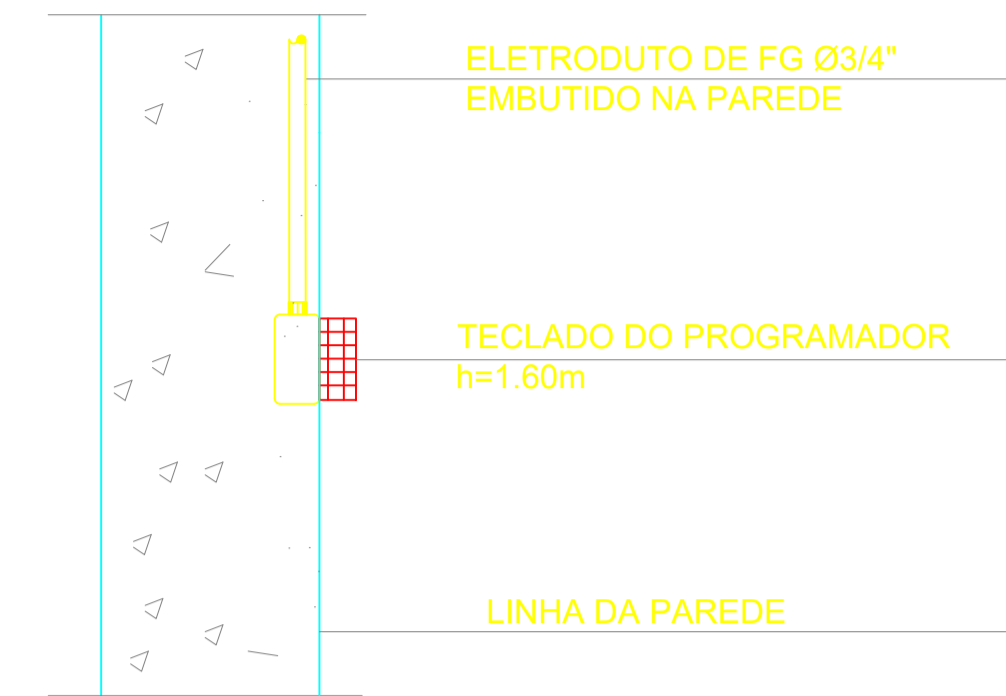 ELETRODUTO DE FG Ø3/4"
EMBUTIDO NA PAREDE
TECLADO DO PROGRAMADOR
h=1.60m
LINHA DA PAREDE